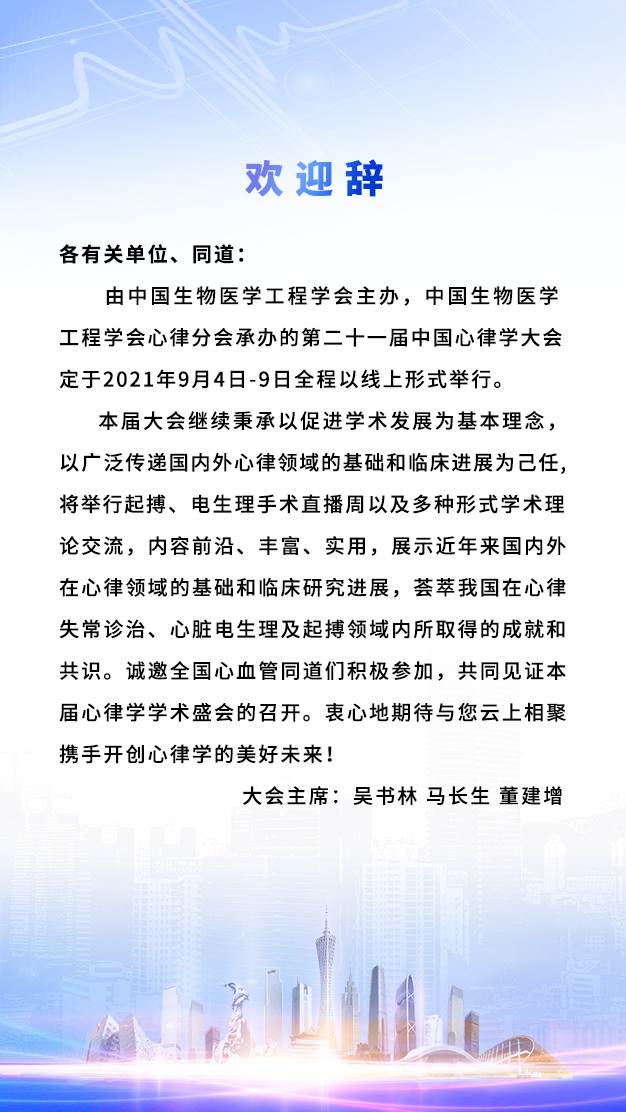 欢迎辞
各有关单位、同道：
由中国生物医学工程学会主办，中国生物医学
工程学会心律分会承办的第二十一届中国心律学大会
定于2021年9月4日-9日全程以线上形式举行。
本届大会继续秉承以促进学术发展为基本理念，
以广泛传递国内外心律领域的基础和临床进展为己任,
将举行起搏、电生理手术直播周以及多种形式学术理
论交流，内容前沿、丰富、实用，展示近年来国内外
在心律领域的基础和临床研究进展，荟萃我国在心律
失常诊治、心脏电生理及起搏领域内所取得的成就和
共识。诚邀全国心血管同道们积极参加，共同见证本
届心律学学术盛会的召开。衷心地期待与您云上相聚
携手开创心律学的美好未来！
大会主席：吴书林 马长生 董建增